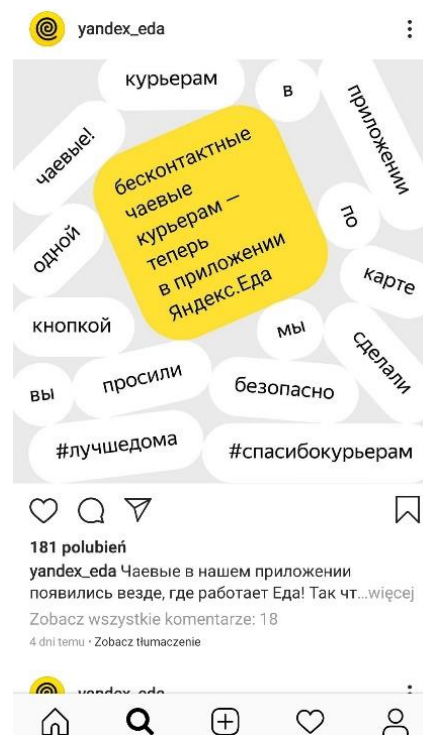 yandex_eda
курьерам
в
приложении
чаевые!
бесконтактные
чаевые
курьерам —
теперь
в приложении
Яндекс.Еда
по
одной
карте
кнопкой
мы
сделали
вы
просили
безопасно
#лучшедома
#спасибокурьерам
181 polubień
yandex_eda Чаевые в нашем приложении
появились везде, где работает Еда! Так чт...więcej
Zobacz wszystkie komentarze: 18
4 dni temu · Zobacz tłumaczenie
yandex_eda